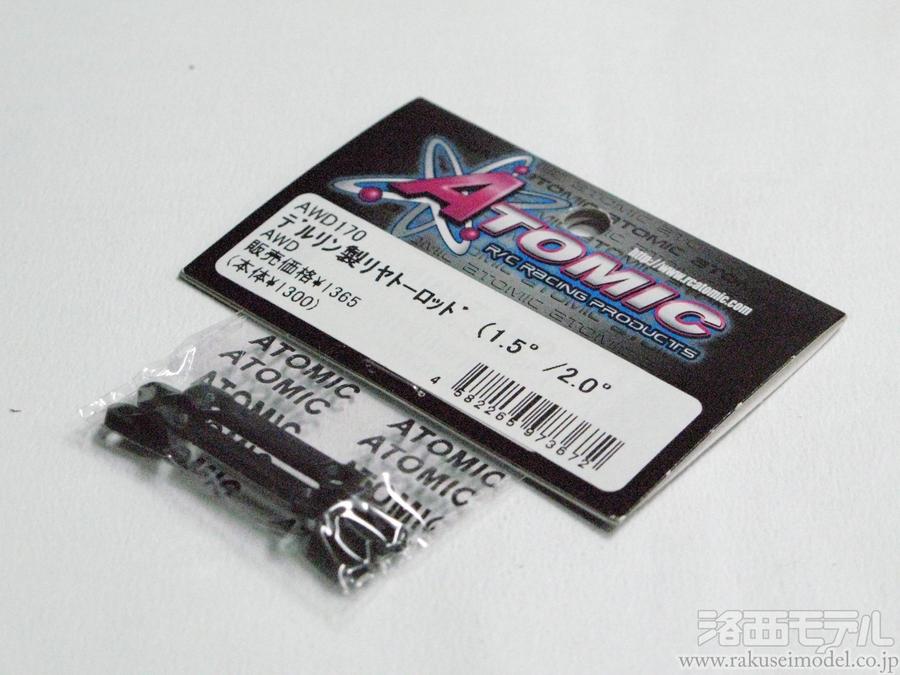 ATOMIC
R/C RACING PRODUCTS
http://www.rcatomic.com
AWD170
デルリン製リヤトーロッド (1.5° /2.0°
AWD
販売価格¥1365
(本体¥1300)
4 582265 973672
ATOMIC ATOMIC
ATOMIC ATOMIC
ATOMIC ATOMIC
洛西モデル
www.rakuseimodel.co.jp